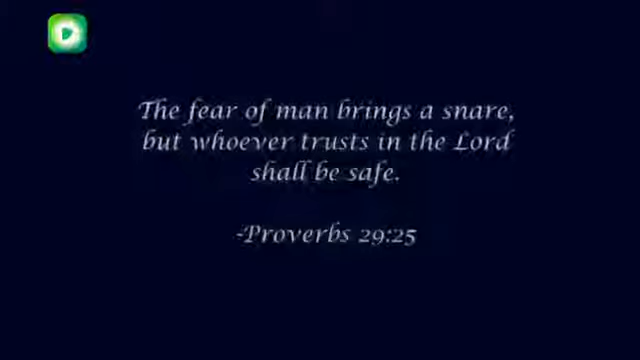 The fear of man brings a snare,
but whoever trusts in the Lord
shall be safe.
-Proverbs 29:25